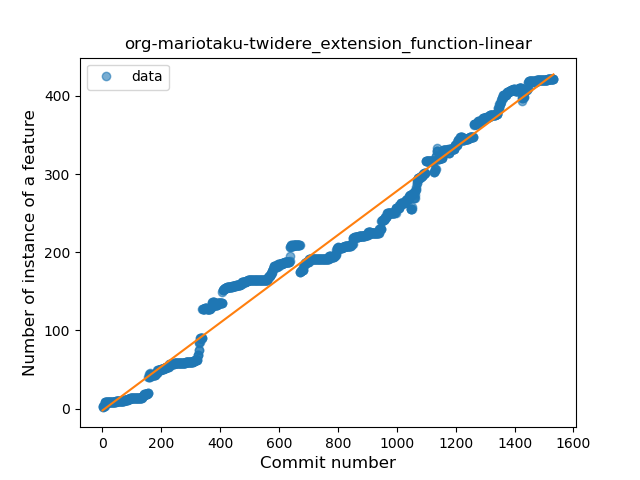 org-mariotaku-twidere_extension_function-linear
data
Number of instance of a feature
400
300
200
100
0
0 200 400 600 800 1000 1200 1400 1600
Commit number